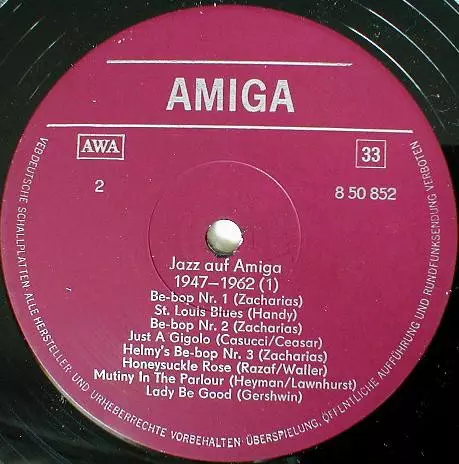 AMIGA
AWA
33
2
8 50 852
Jazz auf Amiga
1947–1962 (1)
Be-bop Nr. 1 (Zacharias)
St. Louis Blues (Handy)
Be-bop Nr. 2 (Zacharias)
Just A Gigolo (Casucci/Ceasar)
Helmy's Be-bop Nr. 3 (Zacharias)
Honeysuckle Rose (Razaf/Waller)
Mutiny In The Parlour (Heyman/Lawnhurst)
Lady Be Good (Gershwin)
VEB DEUTSCHE SCHALLPLATTEN · ALLE HERSTELLER- UND URHEBERRECHTE VORBEHALTEN · ÜBERSPIELUNG, ÖFFENTLICHE AUFFÜHRUNG UND RUNDFUNKSENDUNG VERBOTEN